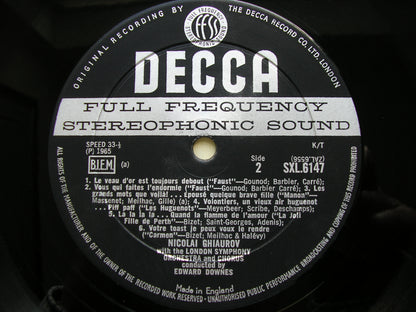 ORIGINAL RECORDING BY
THE DECCA RECORD CO. LTD. LONDON
FULL FREQUENCY STEREOPHONIC SOUND
FFSS
DECCA
FULL FREQUENCY
STEREOPHONIC SOUND
SPEED 33⅓
(P) 1965
K/T
B.I.E.M. (a)
Side
2
(ZAL.6556)
SXL.6147
1. Le veau d'or est toujours debout ("Faust"—Gounod; Barbier, Carré);
2. Vous qui faites l'endormie ("Faust"—Gounod; Barbier Carré); 3. Les
grands mots que voilà! ... épouse quelque brave fille ("Manon"—
Massenet; Meilhac, Gille) (a) 4. Volontiers, un vieux air huguenot
... Piff paff ("Les Huguenots"—Meyerbeer; Scribe, Deschamps);
5. La la la la... Quand la flamme de l'amour ("La Joli
Fille de Perth"—Bizet; Saint-Georges, Adenis);
6. Votre toast je peux vous le rendre
("Carmen"—Bizet; Meilhac & Halévy)
NICOLAI GHIAUROV
with the LONDON SYMPHONY
ORCHESTRA AND CHORUS
conducted by
EDWARD DOWNES
Made in England
ALL RIGHTS OF THE MANUFACTURER AND OF THE OWNER OF THE RECORDED WORK RESERVED - UNAUTHORISED PUBLIC PERFORMANCE, BROADCASTING AND COPYING OF THIS RECORD PROHIBITED